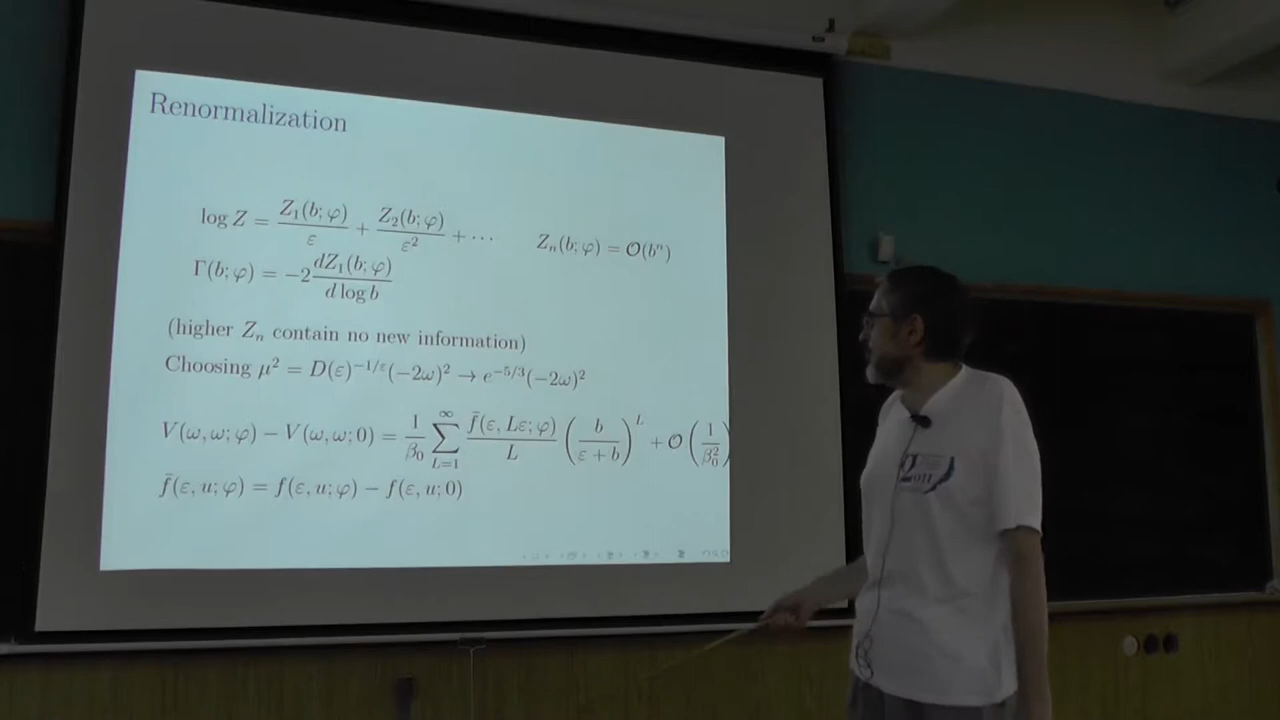 Renormalization
log Z = Z₁(b; φ)/ε + Z₂(b; φ)/ε² + ··· Zₙ(b; φ) = 𝒪(bⁿ)
Γ(b; φ) = −2 dZ₁(b; φ)/d log b
(higher Zₙ contain no new information)
Choosing μ² = D(ε)^{−1/ε}(−2ω)² → e^{−5/3}(−2ω)²
V(ω, ω; φ) − V(ω, ω; 0) = 1/β₀ ∑_{L=1}^{∞} f̄(ε, Lε; φ)/L (b/(ε + b))^L + 𝒪(1/β₀²)
f̄(ε, u; φ) = f(ε, u; φ) − f(ε, u; 0)
2011